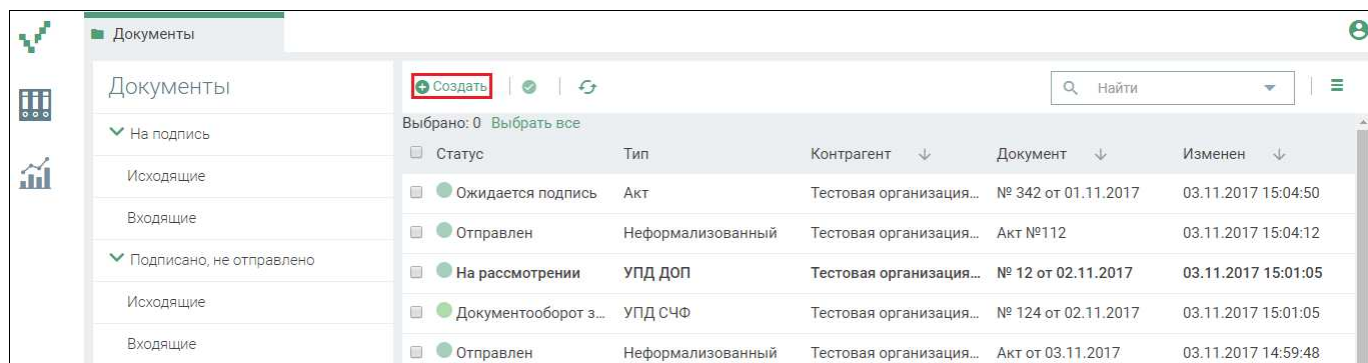 Документы
Документы
На подпись
Исходящие
Входящие
Подписано, не отправлено
Исходящие
Входящие
Создать Найти
Выбрано: 0 Выбрать все
Статус Тип Контрагент Документ Изменен
Ожидается подпись Акт Тестовая организация... № 342 от 01.11.2017 03.11.2017 15:04:50
Отправлен Неформализованный Тестовая организация... Акт №112 03.11.2017 15:04:12
На рассмотрении УПД ДОП Тестовая организация... № 12 от 02.11.2017 03.11.2017 15:01:05
Документооборот з... УПД СЧФ Тестовая организация... № 124 от 02.11.2017 03.11.2017 15:01:05
Отправлен Неформализованный Тестовая организация... Акт от 03.11.2017 03.11.2017 14:59:48